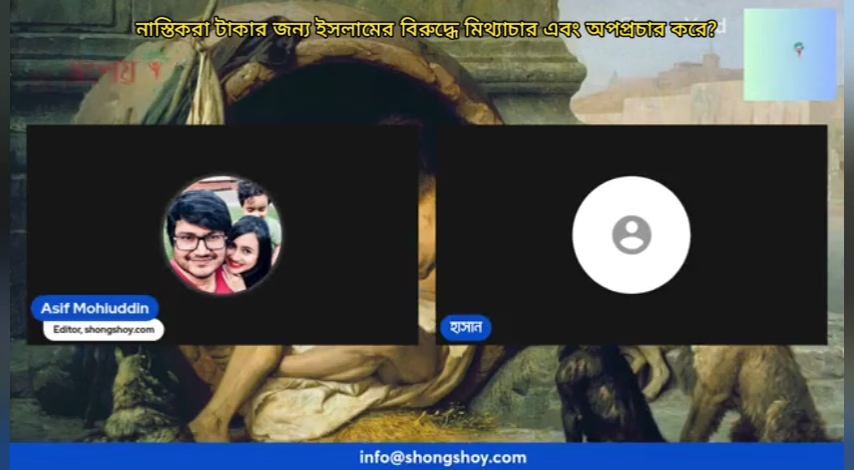 নাস্তিকরা টাকার জন্য ইসলামের বিরুদ্ধে মিথ্যাচার এবং অপপ্রচার করে?
Asif Mohiuddin
Editor, shongshoy.com
হাসান
info@shongshoy.com